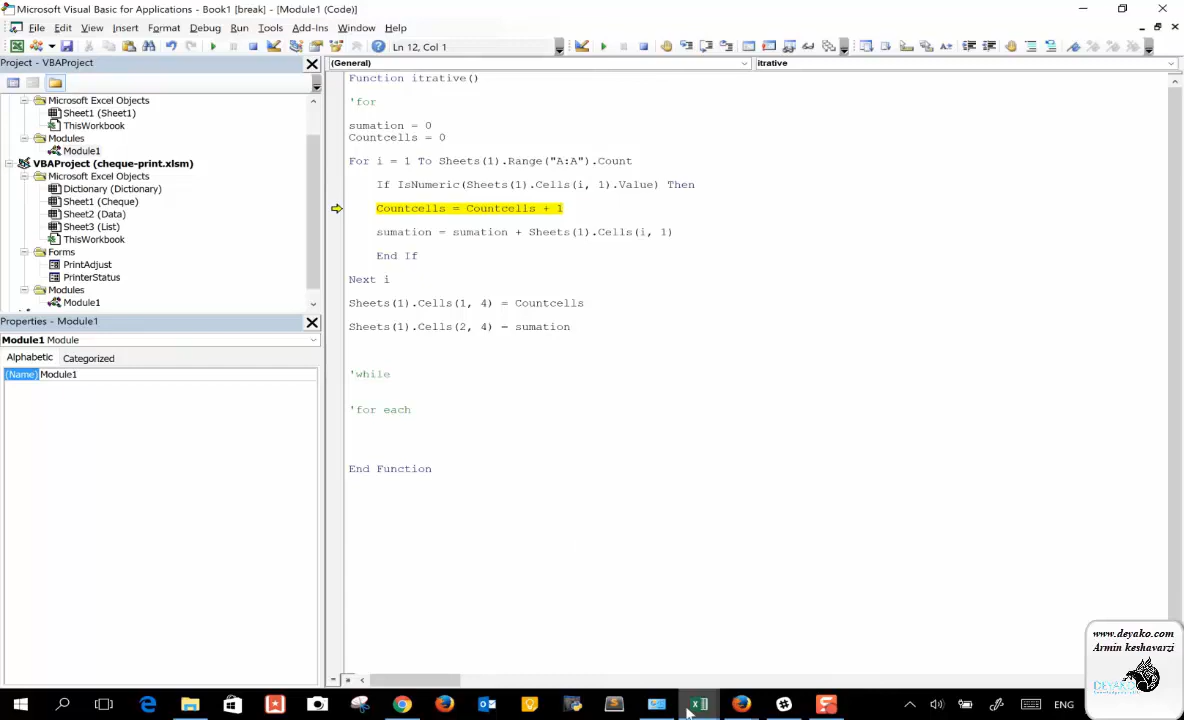 Microsoft Visual Basic for Applications - Book1 [break] - [Module1 (Code)]
File Edit View Insert Format Debug Run Tools Add-Ins Window Help
Ln 12, Col 1
Project - VBAProject
Microsoft Excel Objects
Sheet1 (Sheet1)
ThisWorkbook
Modules
Module1
VBAProject (cheque-print.xlsm)
Microsoft Excel Objects
Dictionary (Dictionary)
Sheet1 (Cheque)
Sheet2 (Data)
Sheet3 (List)
ThisWorkbook
Forms
PrintAdjust
PrinterStatus
Modules
Module1
Properties - Module1
Module1 Module
Alphabetic Categorized
(Name) Module1
(General) itrative
Function itrative()
'for
sumation = 0
Countcells = 0
For i = 1 To Sheets(1).Range("A:A").Count
If IsNumeric(Sheets(1).Cells(i, 1).Value) Then
Countcells = Countcells + 1
sumation = sumation + Sheets(1).Cells(i, 1)
End If
Next i
Sheets(1).Cells(1, 4) = Countcells
Sheets(1).Cells(2, 4) = sumation
'while
'for each
End Function
www.deyako.com
Armin keshavarzi
DEYAKO
ENG